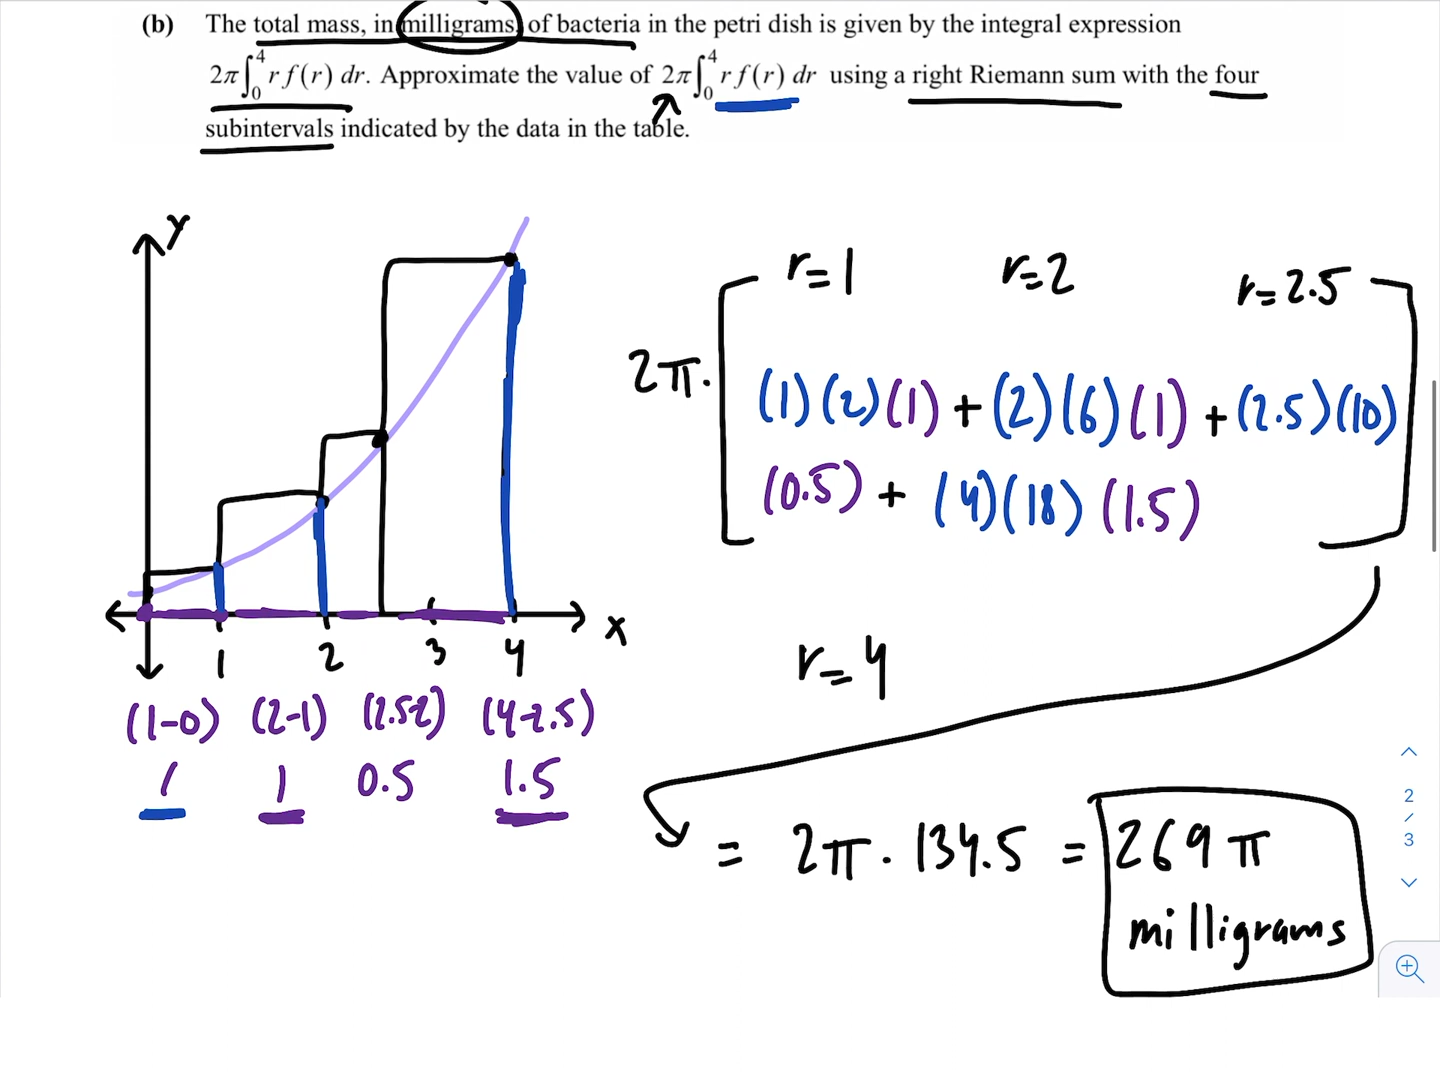 (b) The total mass, in milligrams, of bacteria in the petri dish is given by the integral expression
2π∫₀⁴ r f(r) dr. Approximate the value of 2π∫₀⁴ r f(r) dr using a right Riemann sum with the four
subintervals indicated by the data in the table.
y
r=1 r=2 r=2.5
2π·
(1)(2)(1) + (2)(6)(1) + (2.5)(10)
(0.5) + (4)(18)(1.5)
x
1 2 3 4
r=4
(1-0) (2-1) (2.5-2) (4-2.5)
1 1 0.5 1.5
= 2π · 134.5 = 269π
milligrams
2
/
3